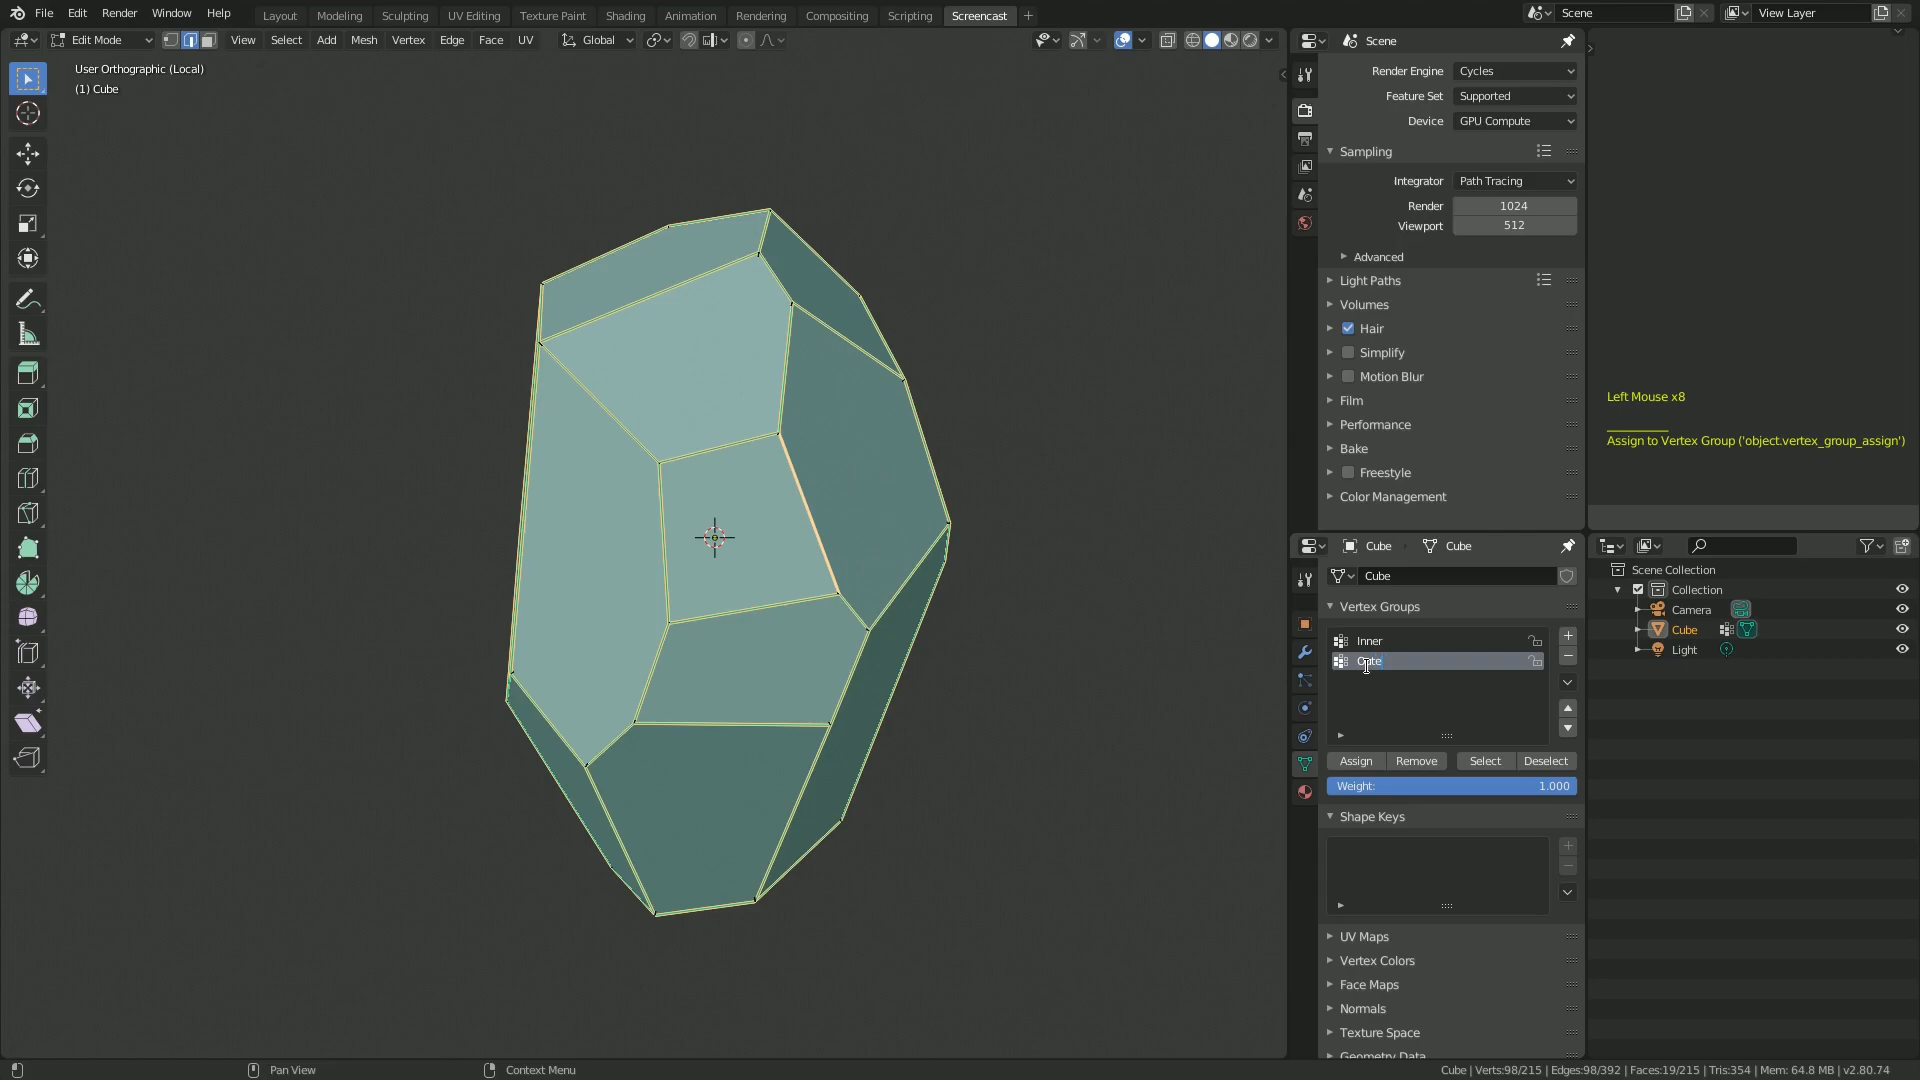 File Edit Render Window Help
Layout Modeling Sculpting UV Editing Texture Paint Shading Animation Rendering Compositing Scripting Screencast
Scene
View Layer
Edit Mode
View Select Add Mesh Vertex Edge Face UV
Global
User Orthographic (Local)
(1) Cube
Scene
Render Engine Cycles
Feature Set Supported
Device GPU Compute
Sampling
Integrator Path Tracing
Render 1024
Viewport 512
Advanced
Light Paths
Volumes
Hair
Simplify
Motion Blur
Film
Performance
Bake
Freestyle
Color Management
Left Mouse x8
Assign to Vertex Group ('object.vertex_group_assign')
Cube Cube
Cube
Vertex Groups
Inner
Assign Remove Select Deselect
Weight: 1.000
Shape Keys
UV Maps
Vertex Colors
Face Maps
Normals
Texture Space
Geometry Data
Scene Collection
Collection
Camera
Cube
Light
Pan View
Context Menu
Cube | Verts:98/215 | Edges:98/392 | Faces:19/215 | Tris:354 | Mem: 64.8 MB | v2.80.74